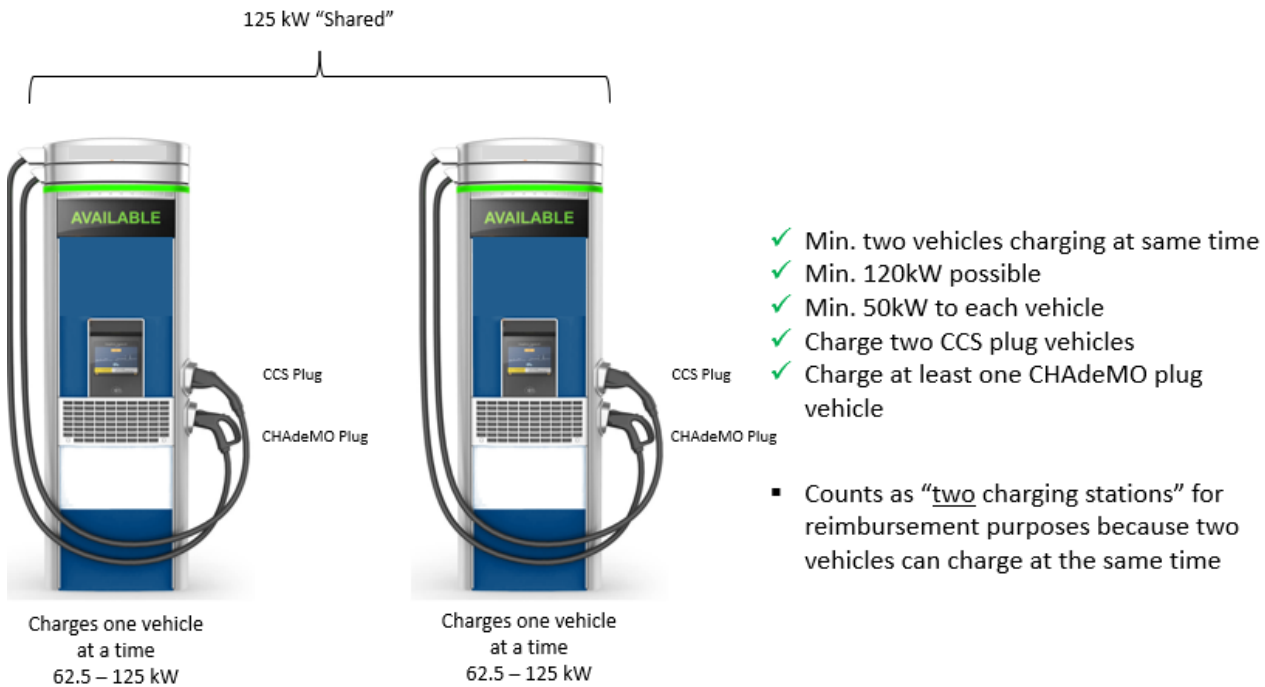 125 kW “Shared”
AVAILABLE
CCS Plug
CHAdeMO Plug
Charges one vehicle
at a time
62.5 – 125 kW
AVAILABLE
CCS Plug
CHAdeMO Plug
Charges one vehicle
at a time
62.5 – 125 kW
✓ Min. two vehicles charging at same time
✓ Min. 120kW possible
✓ Min. 50kW to each vehicle
✓ Charge two CCS plug vehicles
✓ Charge at least one CHAdeMO plug
vehicle
▪ Counts as “two charging stations” for
reimbursement purposes because two
vehicles can charge at the same time